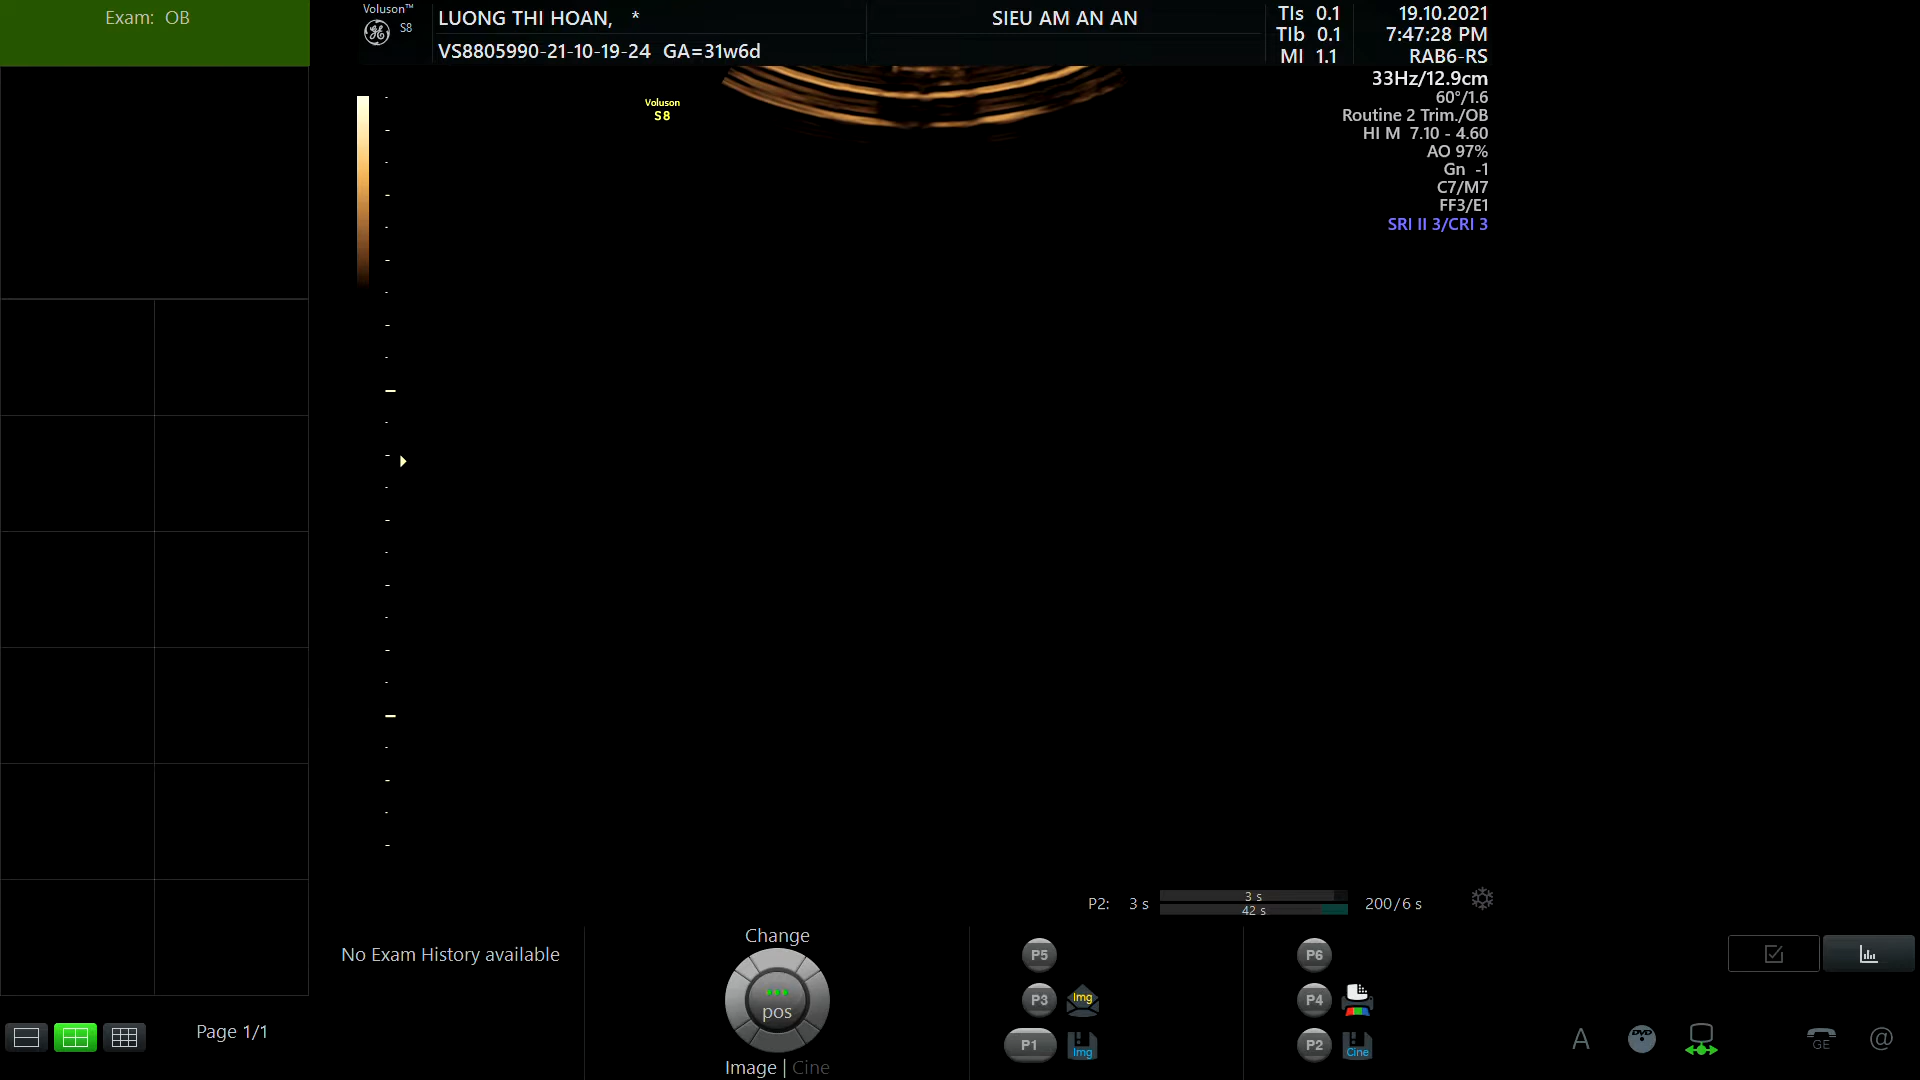 Exam: OB
Voluson™
S8
LUONG THI HOAN, *
VS8805990-21-10-19-24 GA=31w6d
SIEU AM AN AN
TIs 0.1
TIb 0.1
MI 1.1
19.10.2021
7:47:28 PM
RAB6-RS
33Hz/12.9cm
60°/1.6
Routine 2 Trim./OB
HI M 7.10 - 4.60
AO 97%
Gn -1
C7/M7
FF3/E1
SRI II 3/CRI 3
Voluson
S8
P2: 3 s
3 s
42 s
200/6 s
No Exam History available
Change
pos
Image | Cine
P5
P3 Img
P1 Img
P6
P4
P2 Cine
Page 1/1
A
DVD
GE
@